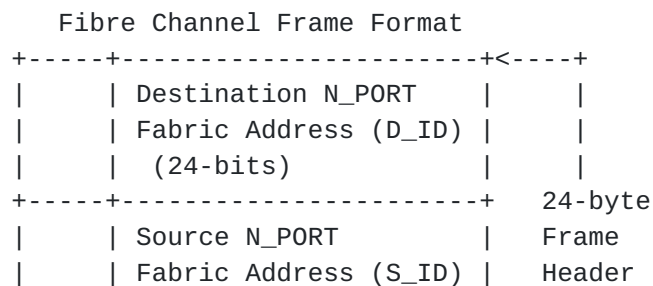 Fibre Channel Frame Format
+-----+------------------------+<----+
|     | Destination N_PORT     |     |
|     | Fabric Address (D_ID)  |     |
|     |  (24-bits)             |     |
+-----+------------------------+  24-byte
|     | Source N_PORT          |  Frame
|     | Fabric Address (S_ID)  |  Header